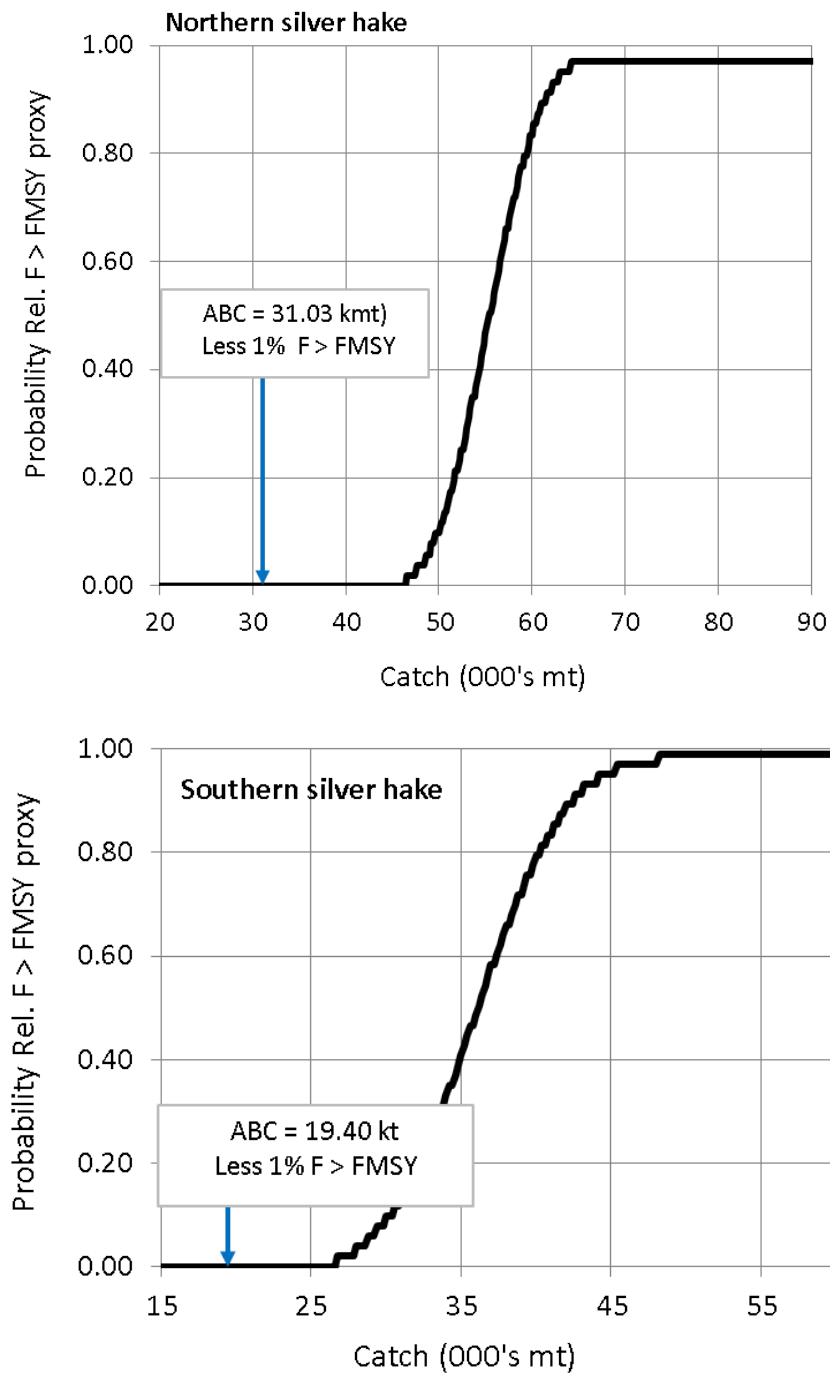 Northern silver hake
1.00
0.80
0.60
0.40
0.20
0.00
Probability Rel. F > FMSY proxy
ABC = 31.03 kmt)
Less 1%  F > FMSY
20 30 40 50 60 70 80 90
Catch (000's mt)
Southern silver hake
1.00
0.80
0.60
0.40
0.20
0.00
Probability Rel. F > FMSY proxy
ABC = 19.40 kt
Less 1% F > FMSY
15 25 35 45 55
Catch (000's mt)